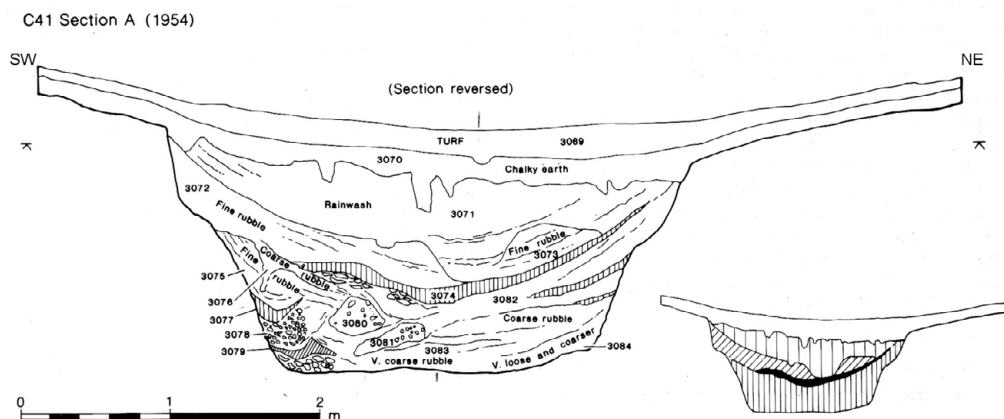 C41 Section A (1954)
SW
NE
(Section reversed)
TURF
3069
3070
Chalky earth
3072
Rainwash
3071
Fine rubble
Fine rubble
3073
Coarse rubble
Fine rubble
3075
3074
3082
3076
3077
3080
Coarse rubble
3078
3081
3083
3079
V. coarse rubble
V. loose and coarser
3084
0 1 2
m